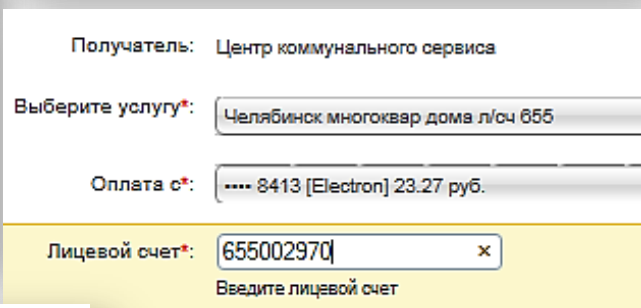 Получатель: Центр коммунального сервиса
Выберите услугу*: Челябинск многоквар дома л/сч 655
Оплата с*: •••• 8413 [Electron] 23.27 руб.
Лицевой счет*: 655002970 ×
Введите лицевой счет